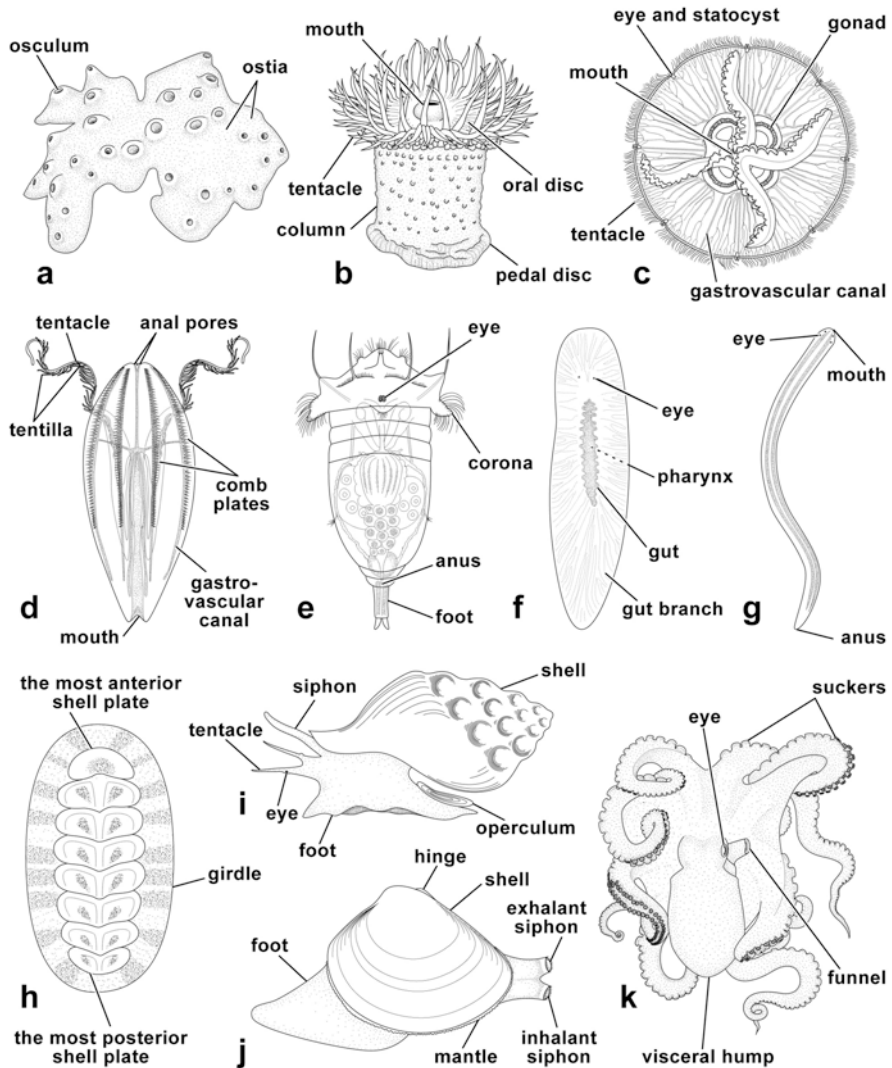 osculum
ostia
a
mouth
tentacle
column
oral disc
pedal disc
b
eye and statocyst
gonad
mouth
tentacle
c
gastrovascular canal
tentacle
anal pores
tentilla
comb
plates
gastro-
vascular
canal
d
mouth
eye
corona
anus
foot
e
eye
pharynx
gut
gut branch
f
eye
mouth
g
anus
the most anterior
shell plate
girdle
h
the most posterior
shell plate
siphon
shell
tentacle
i
eye
foot
operculum
hinge
shell
exhalant
siphon
foot
j
mantle
inhalant
siphon
suckers
eye
funnel
k
visceral hump